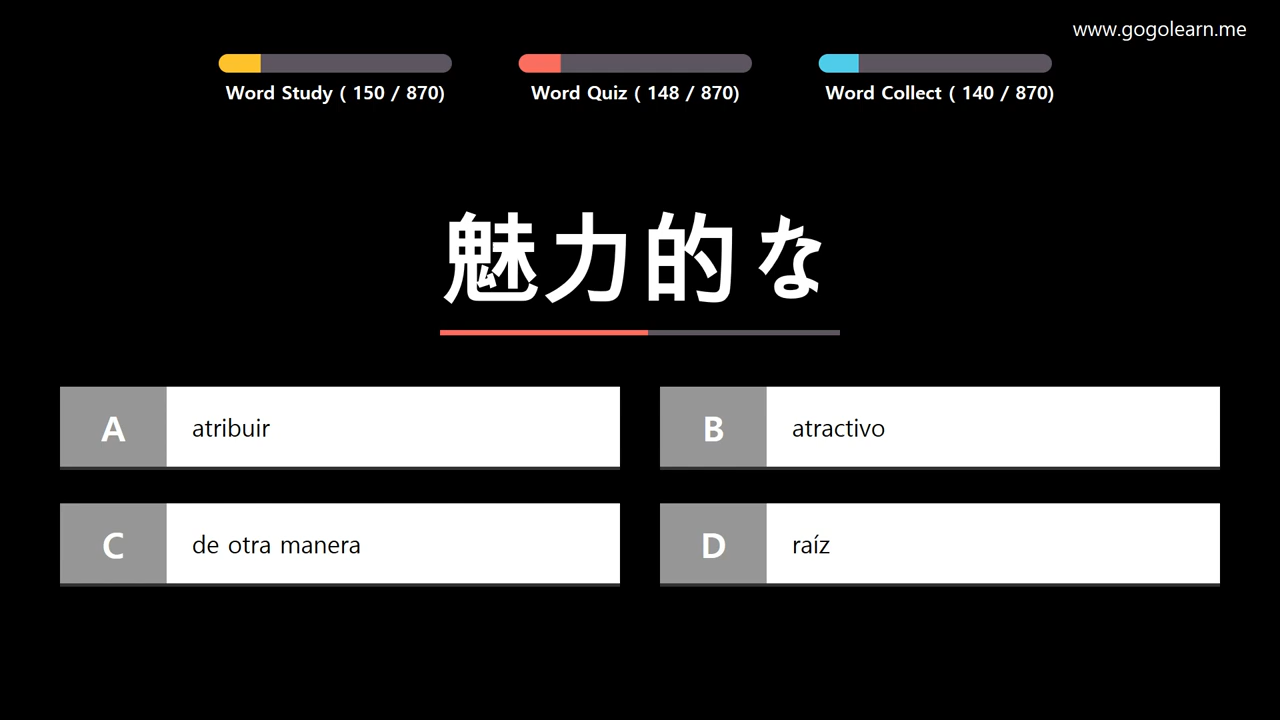 www.gogolearn.me
Word Study ( 150 / 870)
Word Quiz ( 148 / 870)
Word Collect ( 140 / 870)
魅力的な
A atribuir
B atractivo
C de otra manera
D raíz